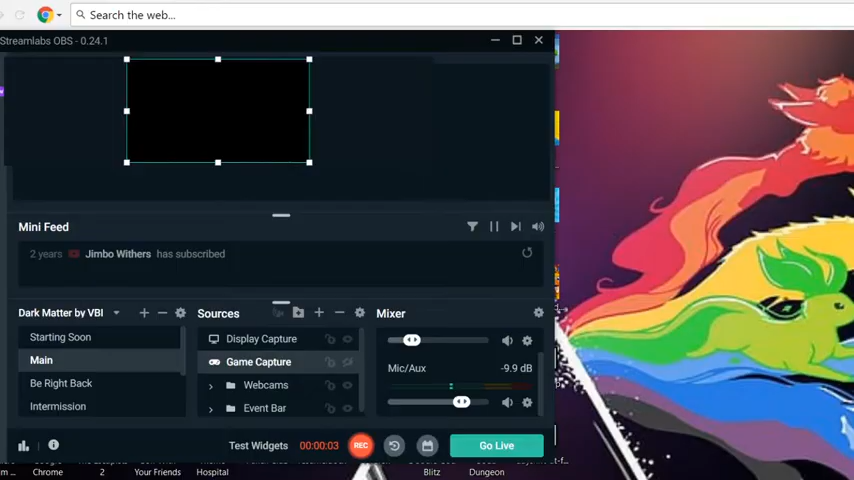 Search the web...
Streamlabs OBS - 0.24.1
Mini Feed
2 years Jimbo Withers has subscribed
Dark Matter by VBI
Sources
Mixer
Starting Soon
Display Capture
Main
Game Capture
Mic/Aux -9.9 dB
Be Right Back
Webcams
Intermission
Event Bar
Test Widgets 00:00:03 REC Go Live
Chrome
2
Your Friends
Hospital
Blitz
Dungeon